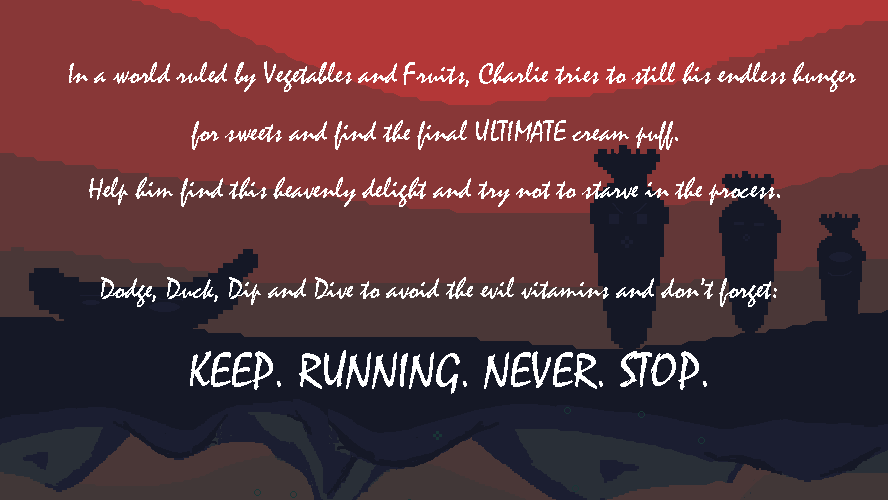 In a world ruled by Vegetables and Fruits, Charlie tries to still his endless hunger
for sweets and find the final ULTIMATE cream puff.
Help him find this heavenly delight and try not to starve in the process.
Dodge, Duck, Dip and Dive to avoid the evil vitamins and don't forget:
KEEP. RUNNING. NEVER. STOP.